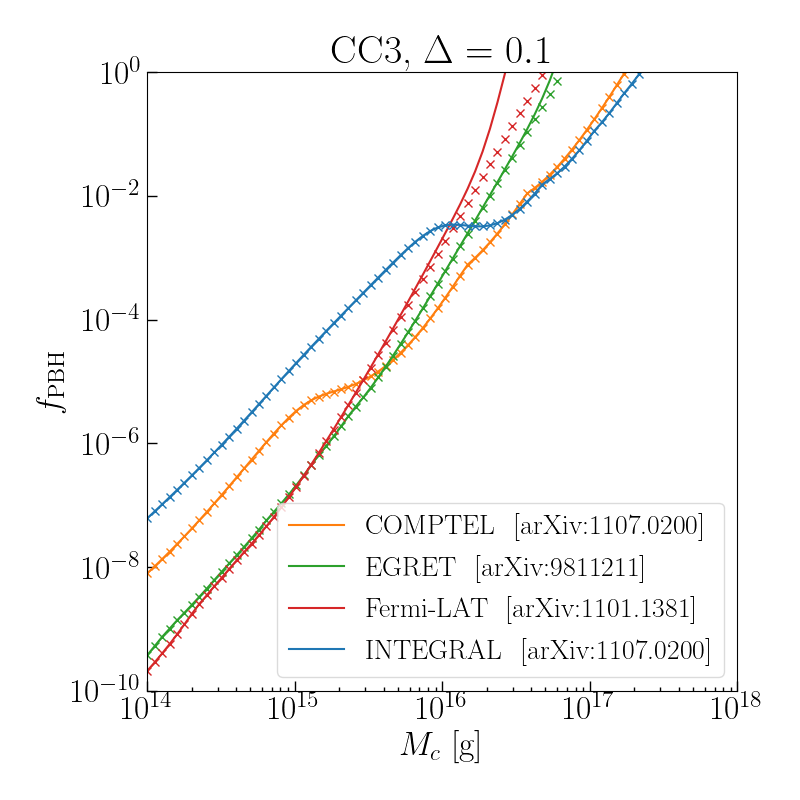 CC3, Δ = 0.1
10^0
10^−2
10^−4
10^−6
10^−8
10^−10
f_PBH
COMPTEL [arXiv:1107.0200]
EGRET [arXiv:9811211]
Fermi-LAT [arXiv:1101.1381]
INTEGRAL [arXiv:1107.0200]
10^14 10^15 10^16 10^17 10^18
M_c [g]